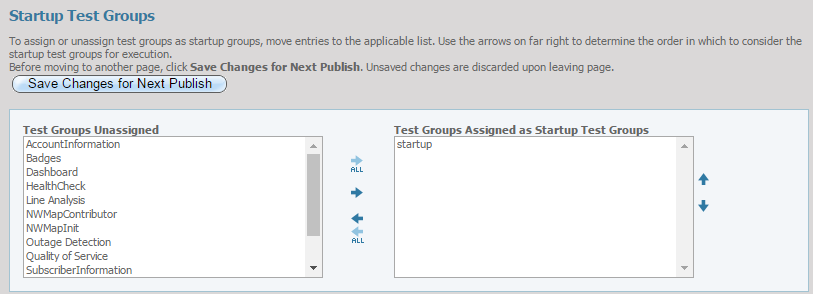 Startup Test Groups
To assign or unassign test groups as startup groups, move entries to the applicable list. Use the arrows on far right to determine the order in which to consider the
startup test groups for execution.
Before moving to another page, click Save Changes for Next Publish. Unsaved changes are discarded upon leaving page.
Save Changes for Next Publish
Test Groups Unassigned
AccountInformation
Badges
Dashboard
HealthCheck
Line Analysis
NWMapContributor
NWMapInit
Outage Detection
Quality of Service
SubscriberInformation
ALL
ALL
Test Groups Assigned as Startup Test Groups
startup